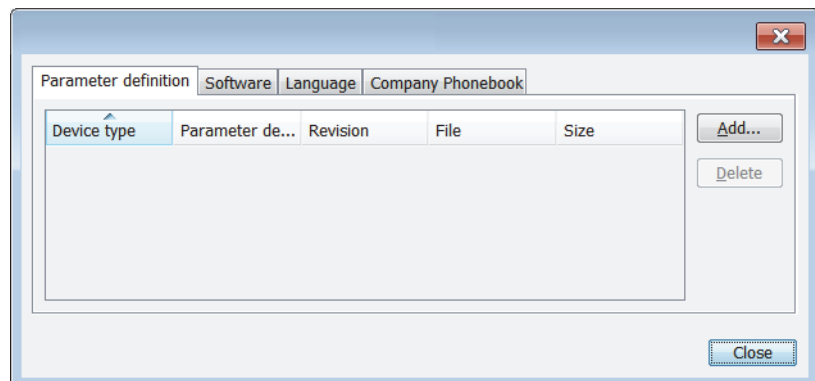 Parameter definition Software Language Company Phonebook
Device type Parameter de... Revision File Size
Add...
Delete
Close